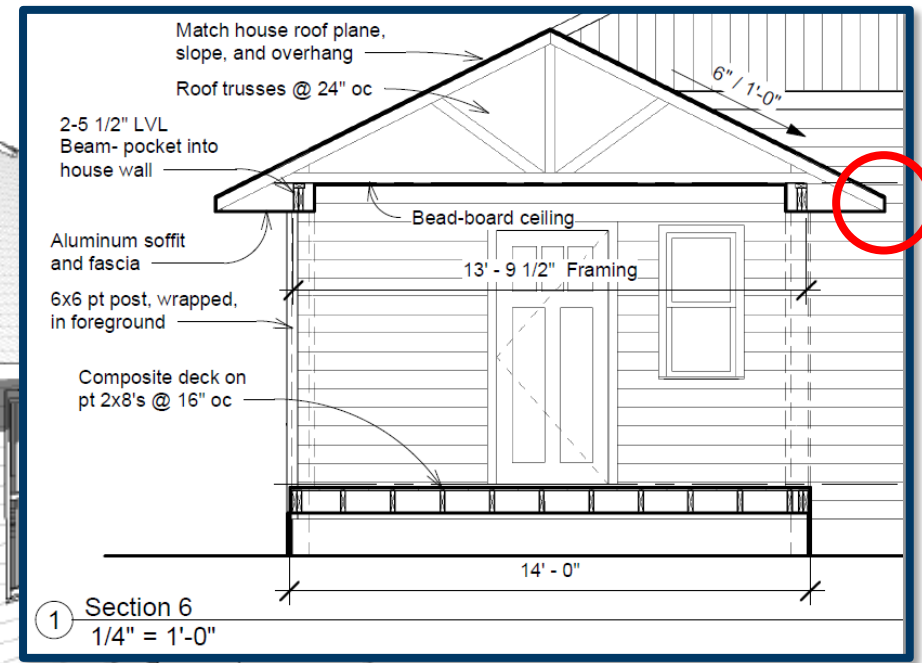 Match house roof plane,
slope, and overhang
Roof trusses @ 24" oc
6" / 1'-0"
2-5 1/2" LVL
Beam- pocket into
house wall
Bead-board ceiling
Aluminum soffit
and fascia
13' - 9 1/2" Framing
6x6 pt post, wrapped,
in foreground
Composite deck on
pt 2x8's @ 16" oc
14' - 0"
1 Section 6
1/4" = 1'-0"